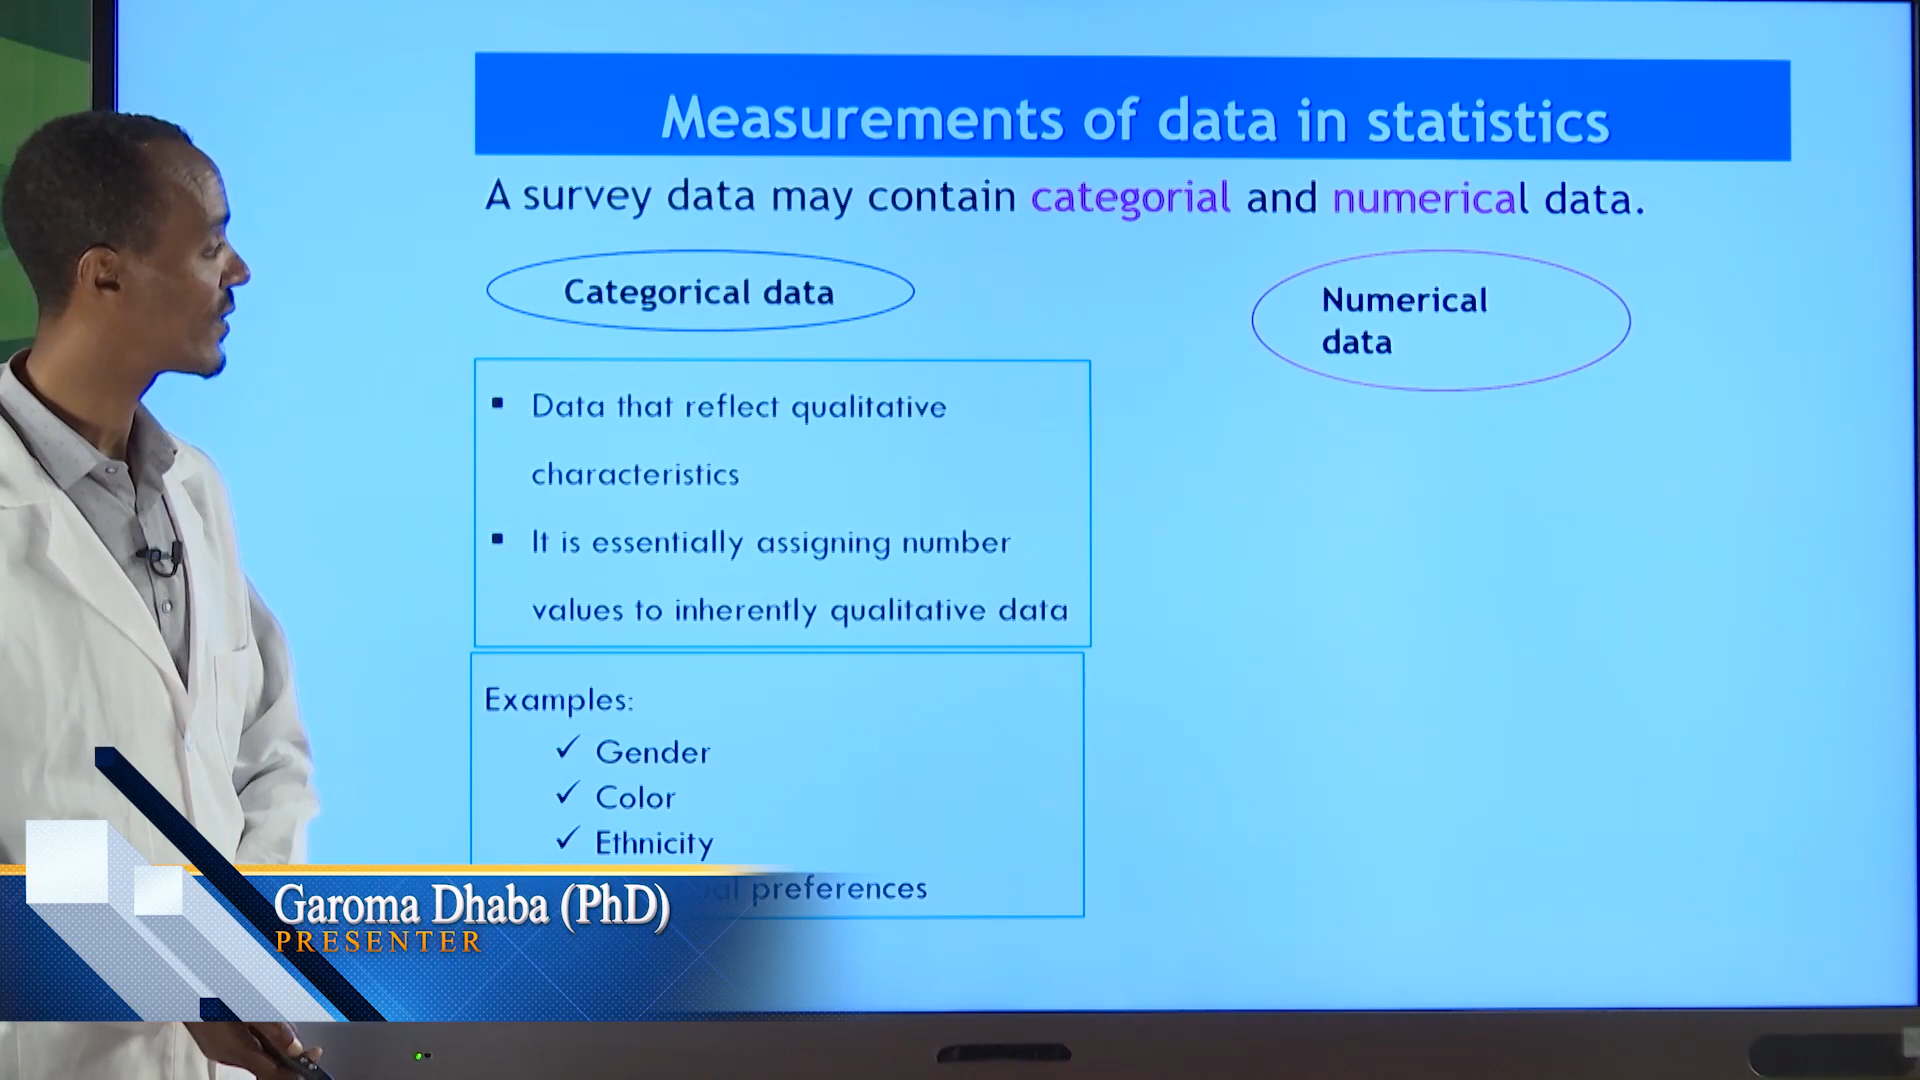 Measurements of data in statistics
A survey data may contain categorial and numerical data.
Categorical data
Numerical
data
▪ Data that reflect qualitative
characteristics
▪ It is essentially assigning number
values to inherently qualitative data
Examples:
✓ Gender
✓ Color
✓ Ethnicity
preferences
Garoma Dhaba (PhD)
PRESENTER